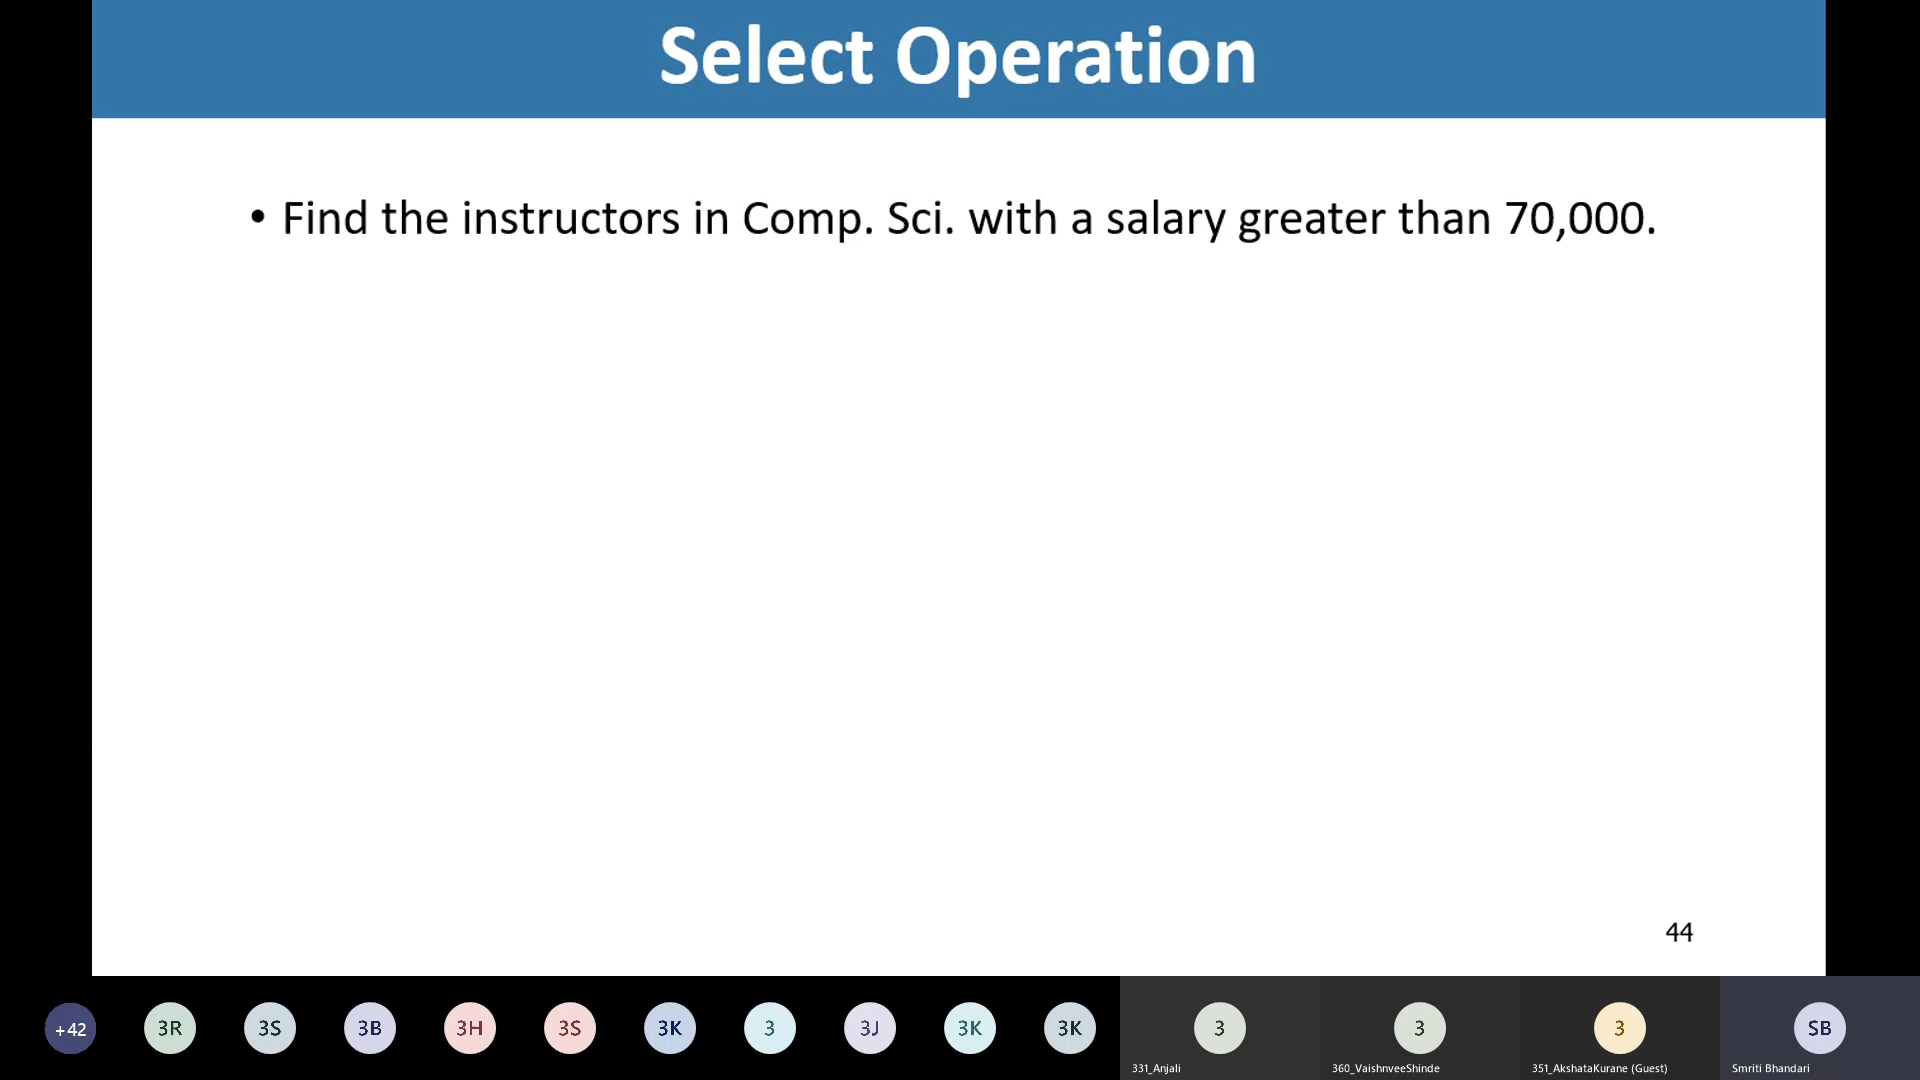 Select Operation
• Find the instructors in Comp. Sci. with a salary greater than 70,000.
44
+42
3R
3S
3B
3H
3S
3K
3
3J
3K
3K
3
3
3
SB
331_Anjali
360_VaishnveeShinde
351_AkshataKurane (Guest)
Smriti Bhandari